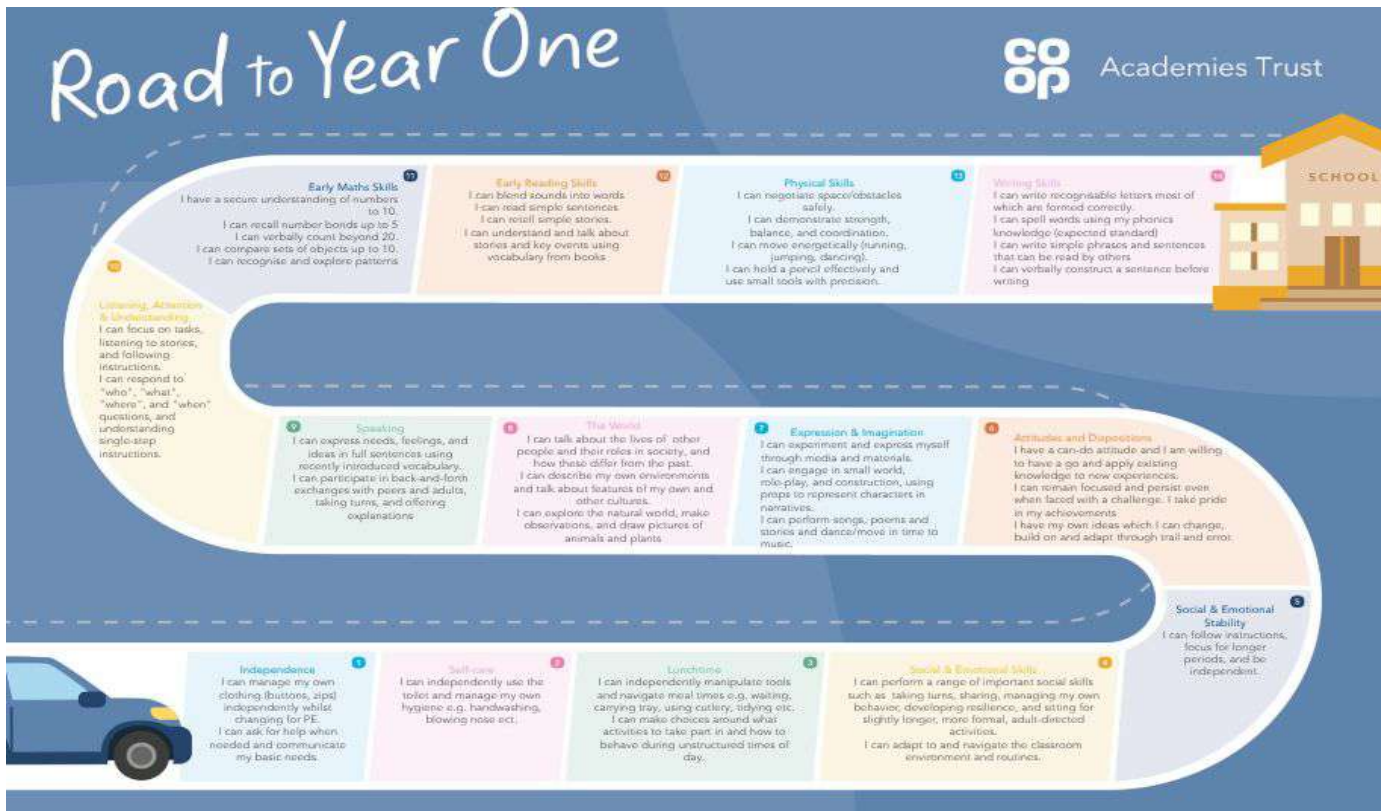 Road to Year One
CO
OP
Academies Trust
SCHOOL
11
Early Maths Skills
I have a secure understanding of numbers
to 10.
I can recall number bonds up to 5
I can verbally count beyond 20.
I can compare sets of objects up to 10.
I can recognise and explore patterns
12
Early Reading Skills
I can blend sounds into words
I can read simple sentences
I can retell simple stories.
I can understand and talk about
stories and key events using
vocabulary from books
13
Physical Skills
I can negotiate space/obstacles
safely.
I can demonstrate strength,
balance, and coordination.
I can move energetically (running,
jumping, dancing).
I can hold a pencil effectively and
use small tools with precision.
14
Writing Skills
I can write recognisable letters most of
which are formed correctly.
I can spell words using my phonics
knowledge (expected standard)
I can write simple phrases and sentences
that can be read by others
I can verbally construct a sentence before
writing
10
Listening, Attention
& Understanding
I can focus on tasks,
listening to stories,
and following
instructions.
I can respond to
"who", "what",
"where", and "when"
questions, and
understanding
single-step
instructions.
9
Speaking
I can express needs, feelings, and
ideas in full sentences using
recently introduced vocabulary.
I can participate in back-and-forth
exchanges with peers and adults,
taking turns, and offering
explanations
8
The World
I can talk about the lives of other
people and their roles in society, and
how these differ from the past.
I can describe my own environments
and talk about features of my own and
other cultures.
I can explore the natural world, make
observations, and draw pictures of
animals and plants
7
Expression & Imagination
I can experiment and express myself
through media and materials.
I can engage in small world,
role-play, and construction, using
props to represent characters in
narratives.
I can perform songs, poems and
stories and dance/move in time to
music.
6
Attitudes and Dispositions
I have a can-do attitude and I am willing
to have a go and apply existing
knowledge to new experiences.
I can remain focused and persist even
when faced with a challenge. I take pride
in my achievements
I have my own ideas which I can change,
build on and adapt through trail and error.
5
Social & Emotional
Stability
I can follow instructions,
focus for longer
periods, and be
independent.
1
Independence
I can manage my own
clothing (buttons, zips)
independently whilst
changing for PE.
I can ask for help when
needed and communicate
my basic needs.
2
Self-care
I can independently use the
toilet and manage my own
hygiene e.g. handwashing,
blowing nose ect.
3
Lunchtime
I can independently manipulate tools
and navigate meal times e.g, waiting,
carrying tray, using cutlery, tidying etc.
I can make choices around what
activities to take part in and how to
behave during unstructured times of
day.
4
Social & Emotional Skills
I can perform a range of important social skills
such as taking turns, sharing, managing my own
behavior, developing resilience, and sitting for
slightly longer, more formal, adult-directed
activities.
I can adapt to and navigate the classroom
environment and routines.